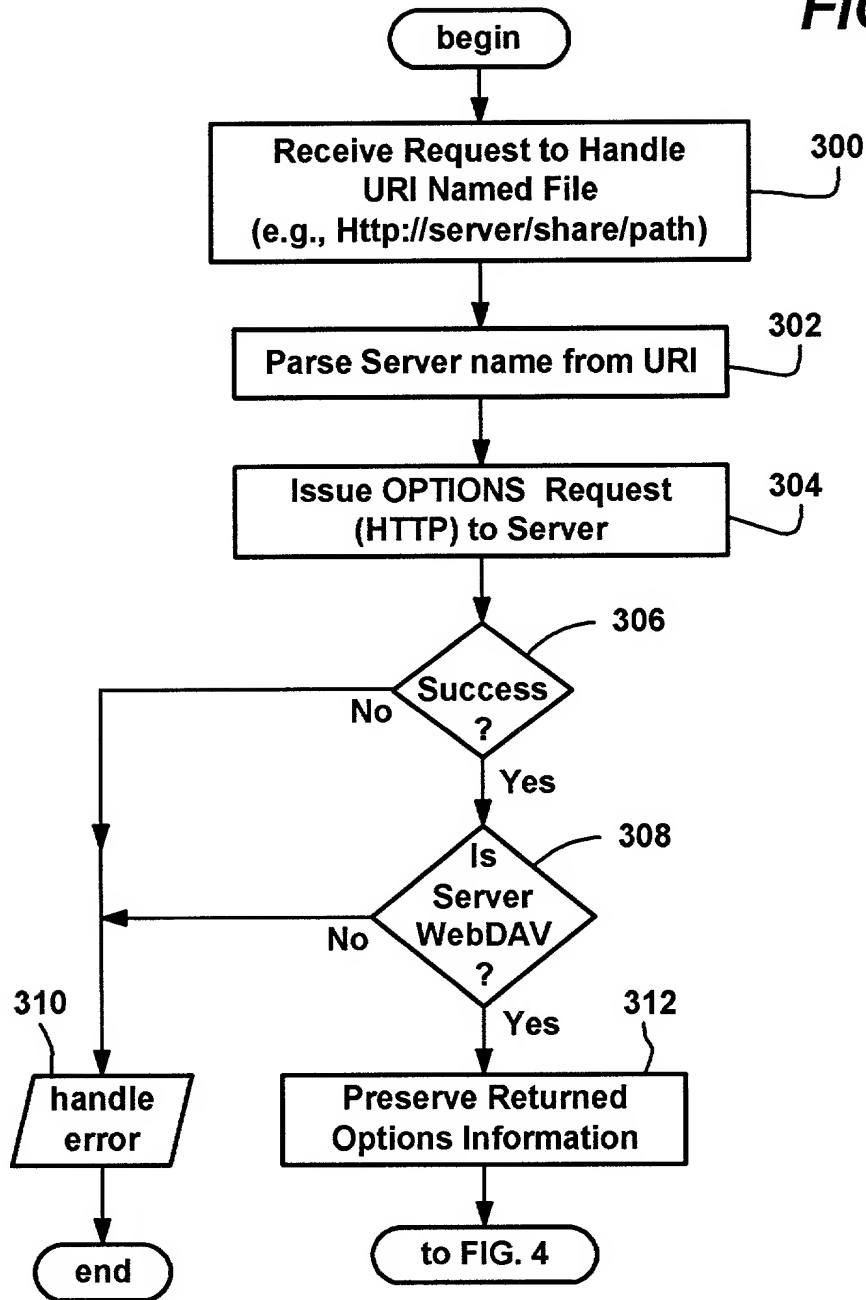 FIG
begin
Receive Request to Handle
URI Named File
(e.g., Http://server/share/path)
300
Parse Server name from URI
302
Issue OPTIONS Request
(HTTP) to Server
304
306
Success
?
No
Yes
308
Is
Server
WebDAV
?
No
Yes
310
312
handle
error
Preserve Returned
Options Information
end
to FIG. 4